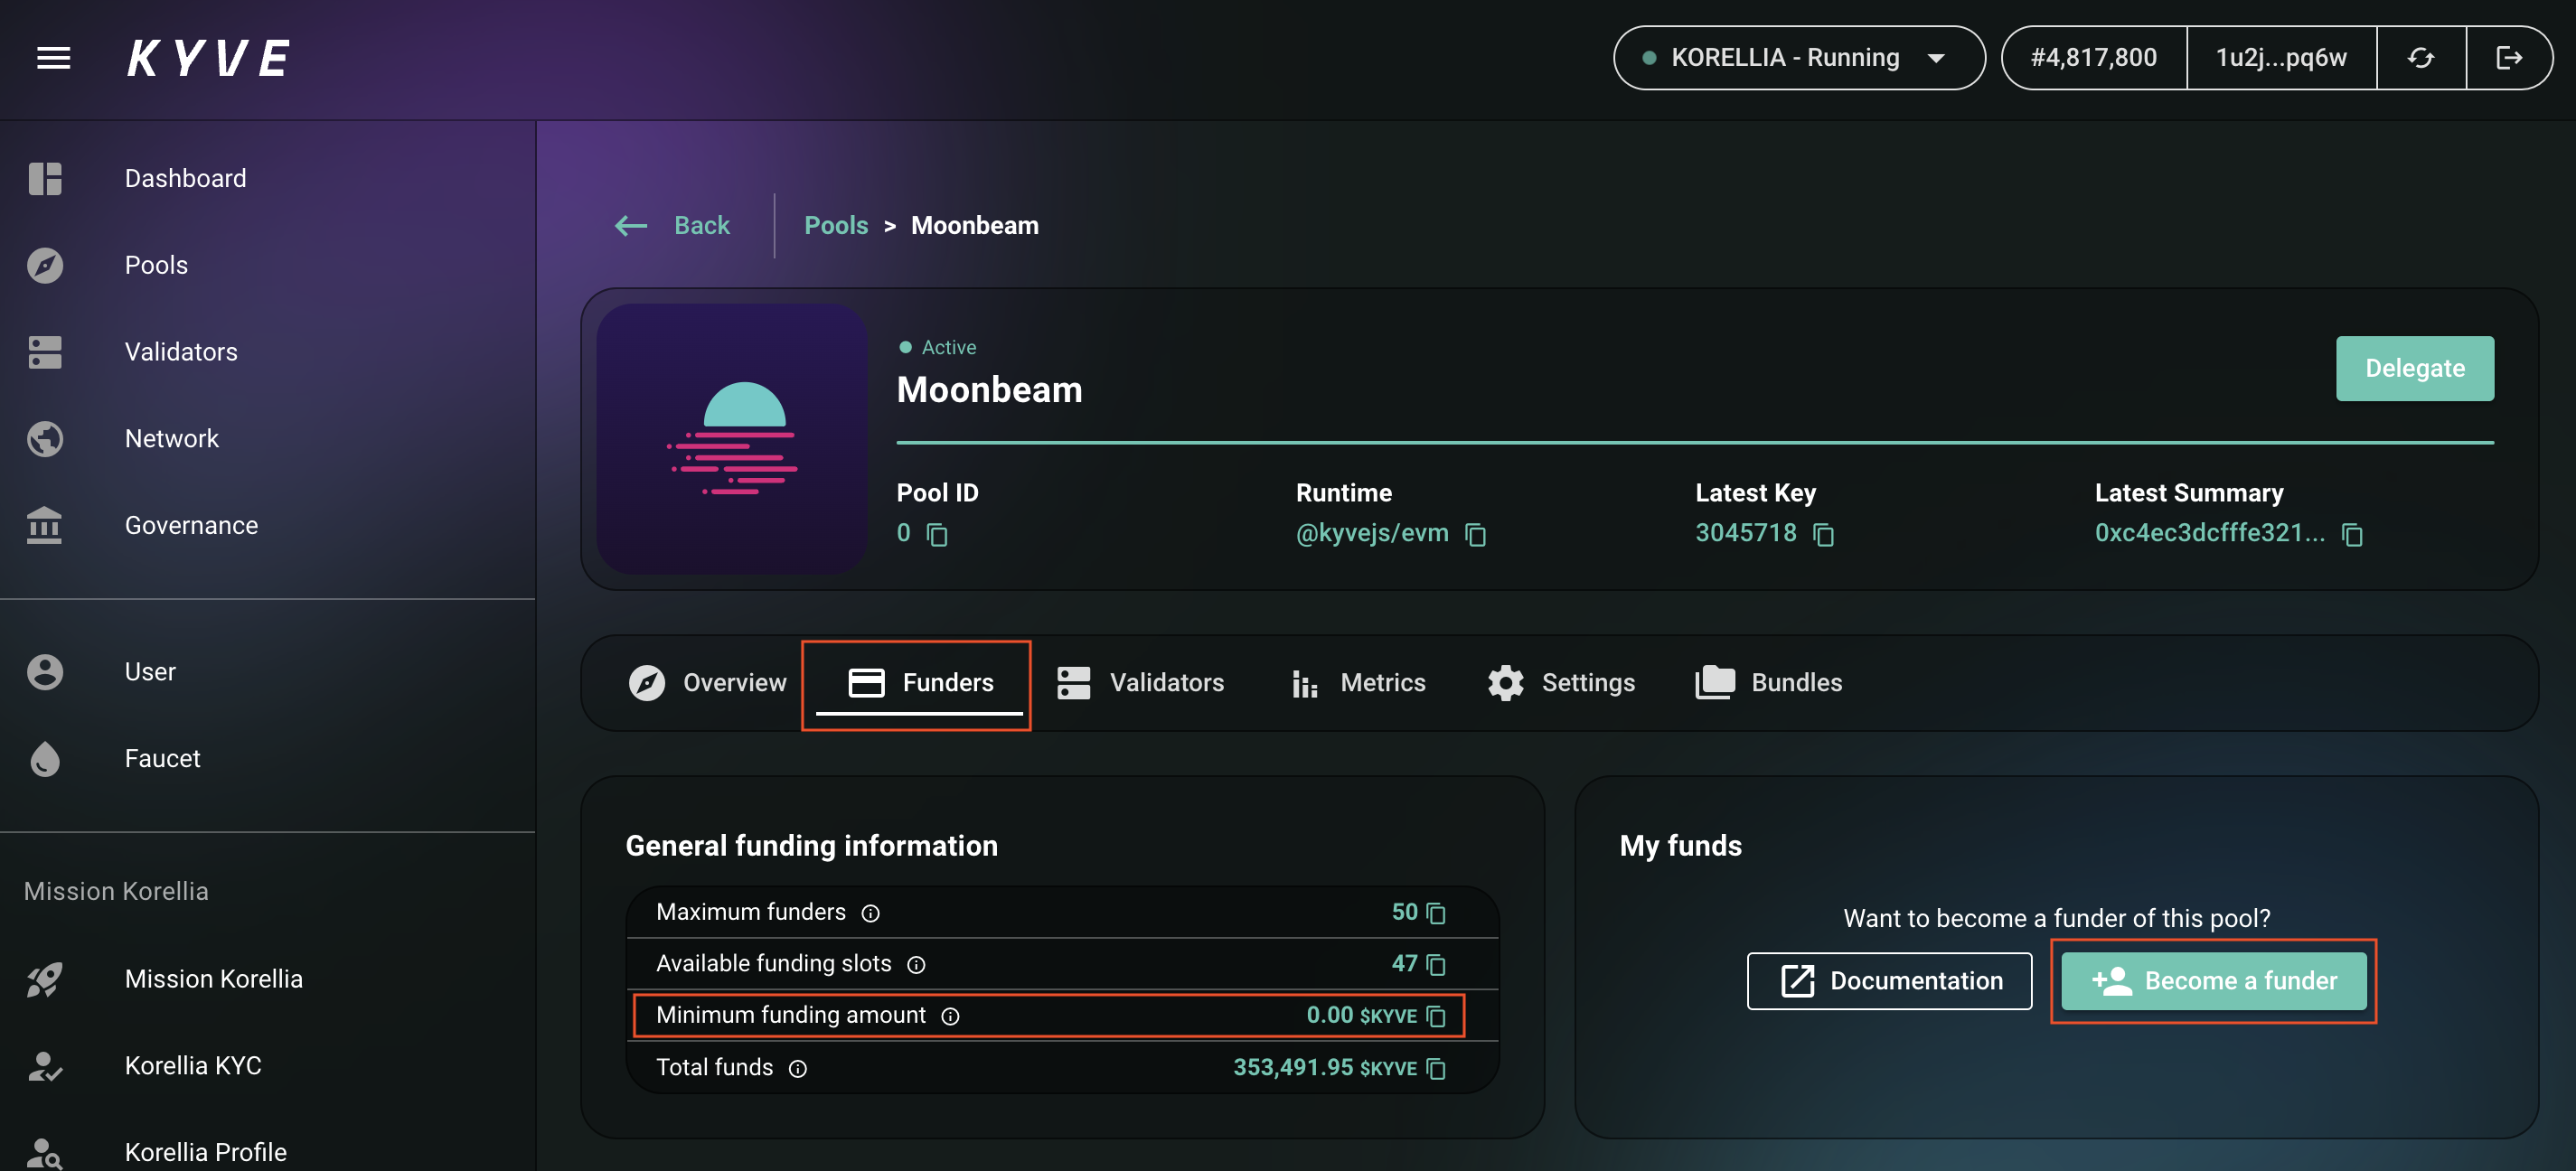 KYVE
KORELLIA - Running
#4,817,800
1u2j...pq6w
Dashboard
Pools
Validators
Network
Governance
User
Faucet
Mission Korellia
Mission Korellia
Korellia KYC
Korellia Profile
Back
Pools > Moonbeam
Active
Moonbeam
Delegate
Pool ID
0
Runtime
@kyvejs/evm
Latest Key
3045718
Latest Summary
0xc4ec3dcfffe321...
Overview
Funders
Validators
Metrics
Settings
Bundles
General funding information
Maximum funders 50
Available funding slots 47
Minimum funding amount 0.00 $KYVE
Total funds 353,491.95 $KYVE
My funds
Want to become a funder of this pool?
Documentation
Become a funder